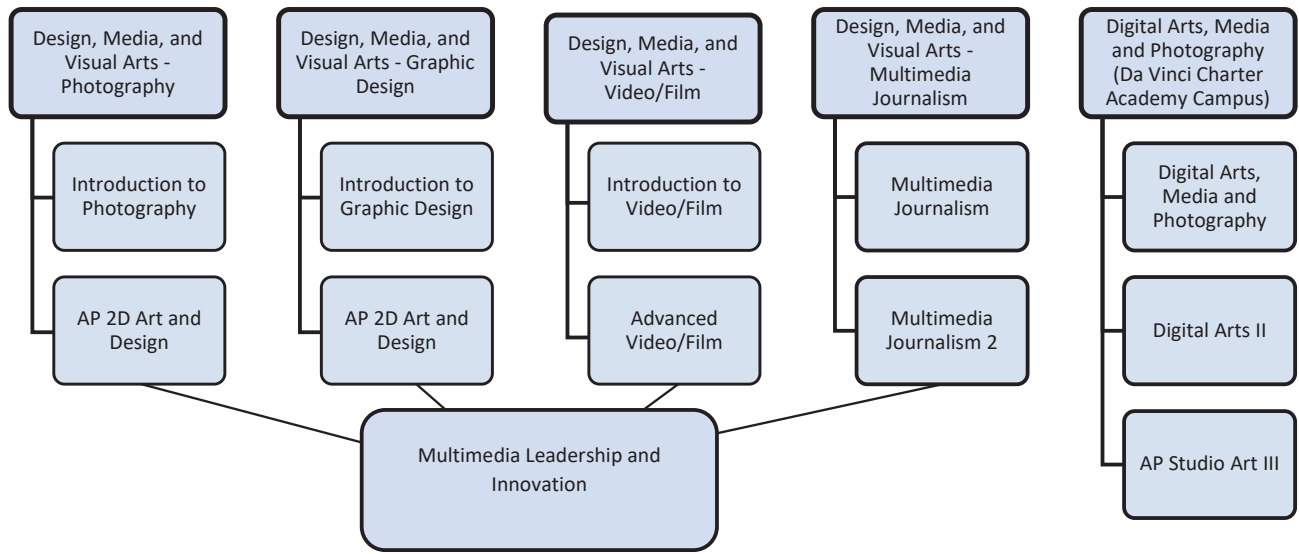 Design, Media, and
Visual Arts -
Photography
Introduction to
Photography
AP 2D Art and
Design
Design, Media, and
Visual Arts - Graphic
Design
Introduction to
Graphic Design
AP 2D Art and
Design
Design, Media, and
Visual Arts -
Video/Film
Introduction to
Video/Film
Advanced
Video/Film
Design, Media, and
Visual Arts -
Multimedia
Journalism
Multimedia
Journalism
Multimedia
Journalism 2
Multimedia Leadership and
Innovation
Digital Arts, Media
and Photography
(Da Vinci Charter
Academy Campus)
Digital Arts,
Media and
Photography
Digital Arts II
AP Studio Art III